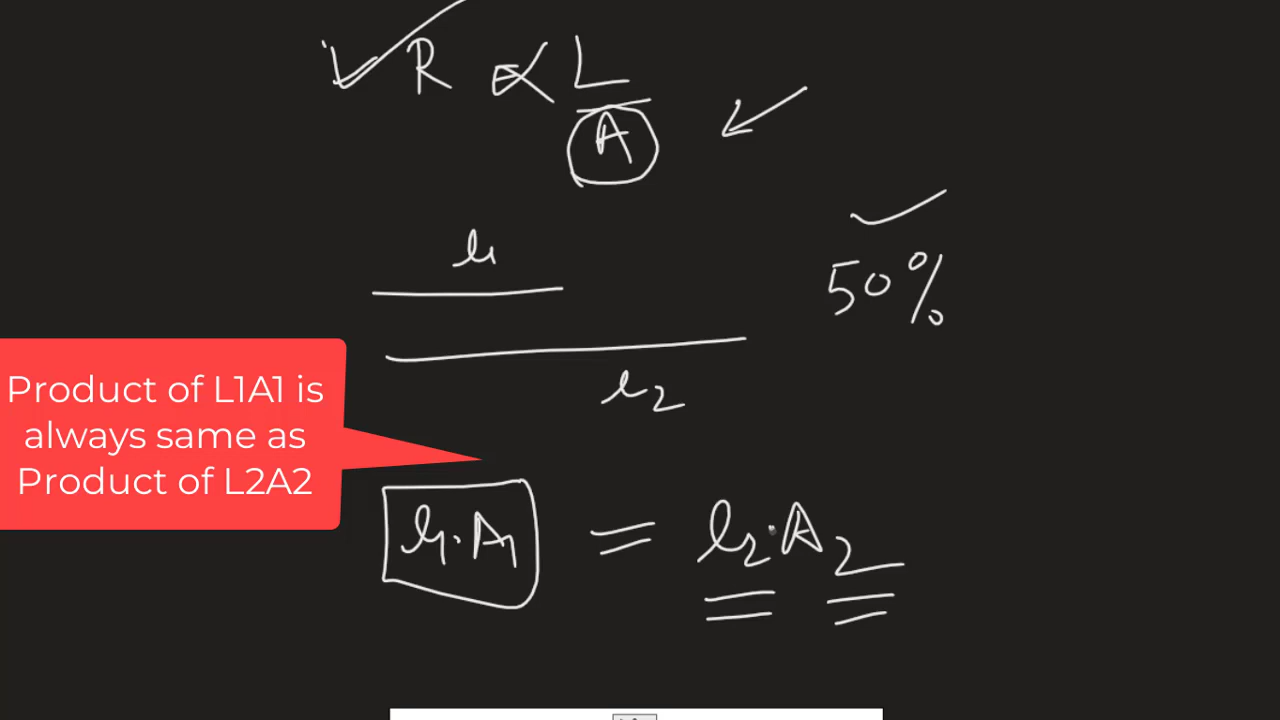 R ∝ L
A
l1
50%
l2
Product of L1A1 is
always same as
Product of L2A2
l1.A1 = l2.A2